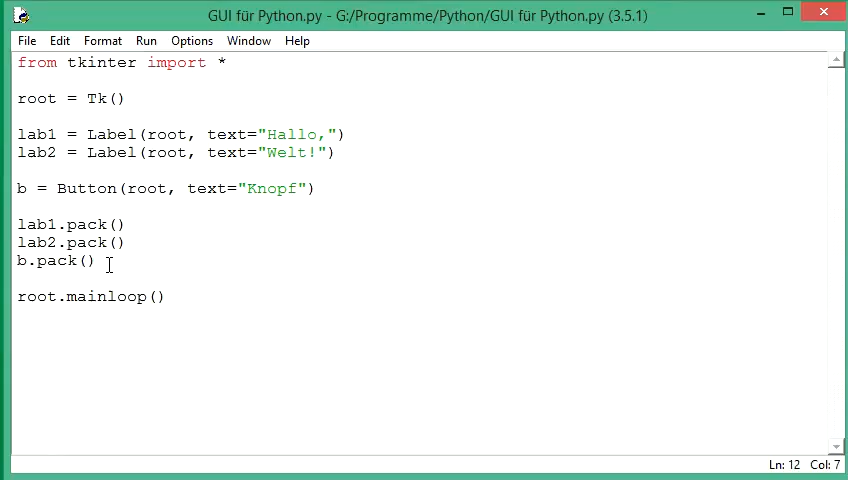 GUI für Python.py - G:/Programme/Python/GUI für Python.py (3.5.1)
File Edit Format Run Options Window Help
from tkinter import *
root = Tk()
lab1 = Label(root, text="Hallo,")
lab2 = Label(root, text="Welt!")
b = Button(root, text="Knopf")
lab1.pack()
lab2.pack()
b.pack()
root.mainloop()
Ln: 12 Col: 7